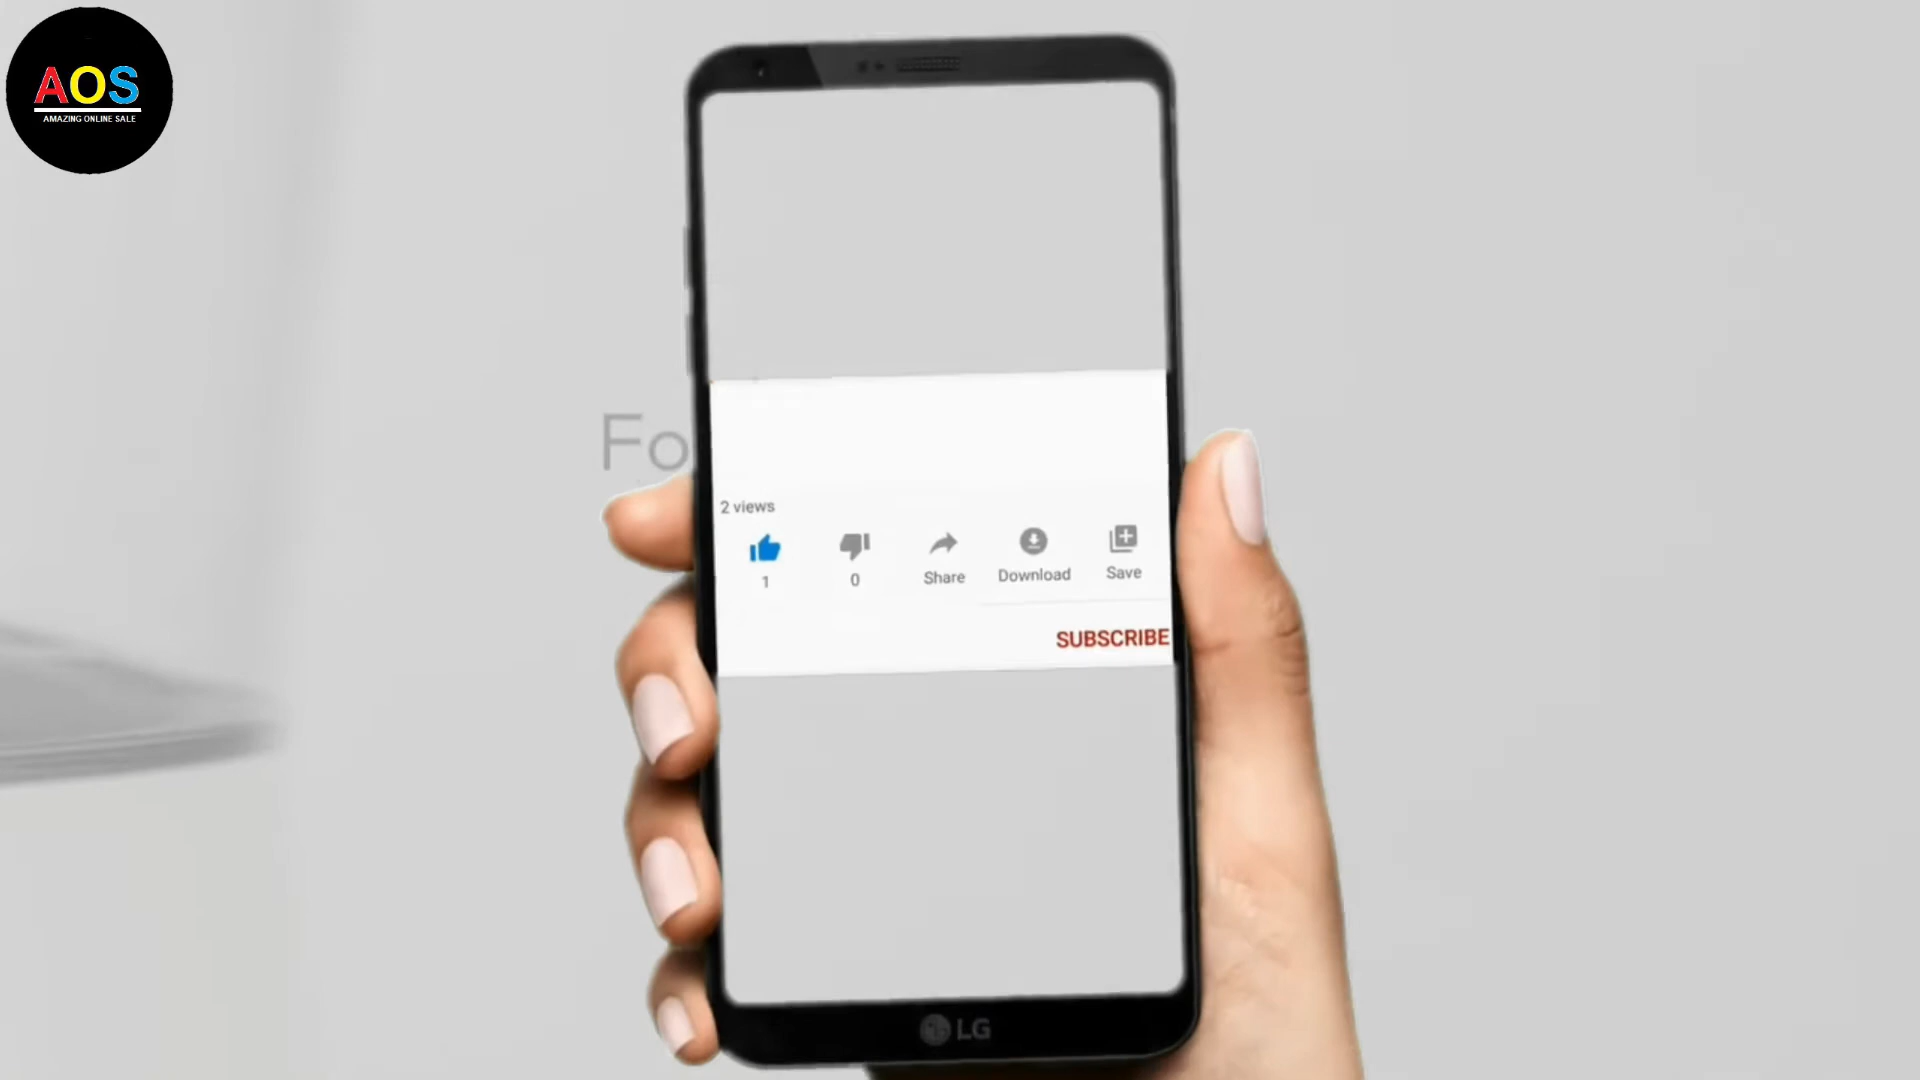 AOS
AMAZING ONLINE SALE
Fo
2 views
1
0
Share
Download
Save
SUBSCRIBE
LG